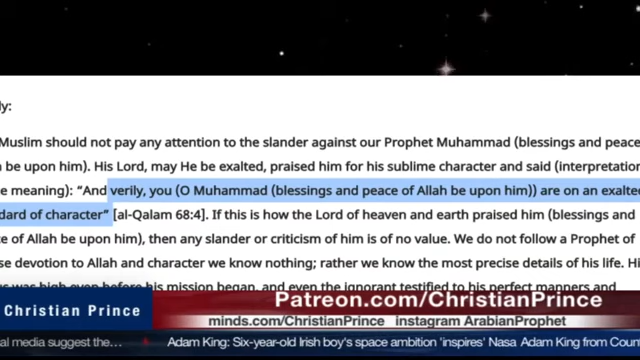 ly:
Muslim should not pay any attention to the slander against our Prophet Muhammad (blessings and peace
be upon him). His Lord, may He be exalted, praised him for his sublime character and said (interpretation
e meaning): “And verily, you (O Muhammad (blessings and peace of Allah be upon him)) are on an exalted
dard of character” [al-Qalam 68:4]. If this is how the Lord of heaven and earth praised him (blessings and
ce of Allah be upon him), then any slander or criticism of him is of no value. We do not follow a Prophet of
se devotion to Allah and character we know nothing; rather we know the most precise details of his life. Hi
was high even before his mission began, and even the ignorant testified to his perfect manners and
Christian Prince
Patreon.com/ChristianPrince
minds.com/ChristianPrince instagram ArabianProphet
ial media suggest the... Adam King: Six-year-old Irish boy's space ambition 'inspires' Nasa Adam King from Coun